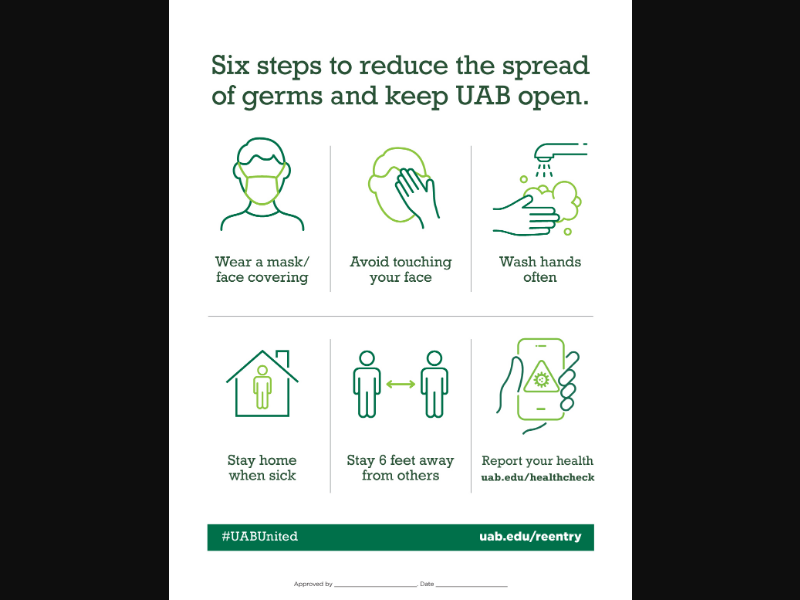 Six steps to reduce the spread
of germs and keep UAB open.
Wear a mask/
face covering
Avoid touching
your face
Wash hands
often
Stay home
when sick
Stay 6 feet away
from others
Report your health
uab.edu/healthcheck
#UABUnited
uab.edu/reentry
Approved by ______________________, Date ___________________